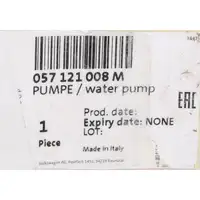 057 121 008 M
PUMPE / water pump
Prod. date:
Expiry date: NONE
LOT:
1
Piece
Made in Italy
EAC